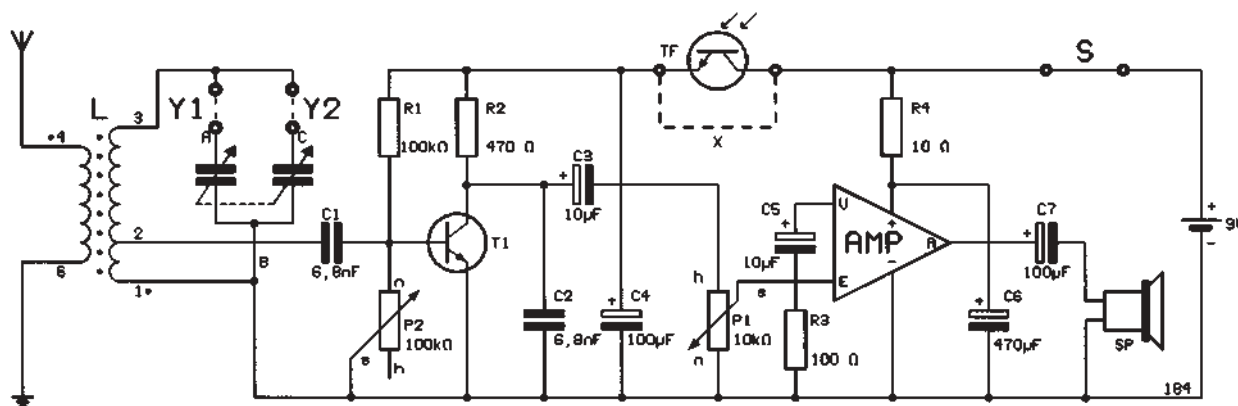 TF
S
L
Y1
Y2
3
•4
A
C
R1
100kΩ
R2
470 Ω
C3
+
10µF
X
R4
10 Ω
C5
+
10µF
V
+
AMP
A
-
E
C7
+
100µF
+
-
C1
6,8nF
2
B
T1
6
1•
n
P2
100kΩ
s
h
C2
6,8nF
C4
+
100µF
h
s
P1
10kΩ
n
R3
100 Ω
C6
+
470µF
SP
184